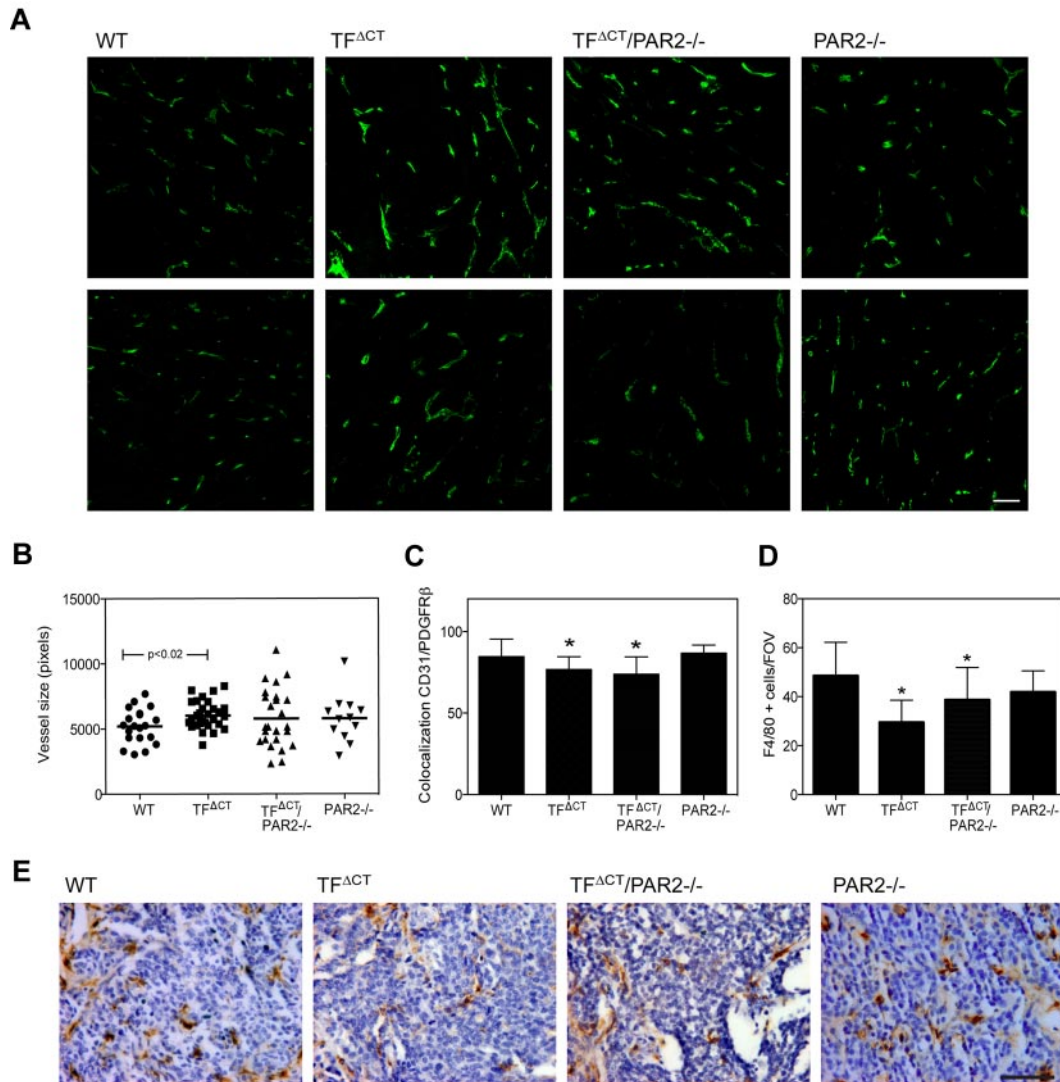 A
WT TF^ΔCT TF^ΔCT/PAR2-/- PAR2-/-
B
Vessel size (pixels)
15000
10000
5000
0
p<0.02
WT TF^ΔCT TF^ΔCT/ PAR2-/-
PAR2-/-
C
Colocalization CD31/PDGFRβ
100
50
0
* *
WT TF^ΔCT TF^ΔCT/ PAR2-/-
PAR2-/-
D
F4/80 + cells/FOV
80
60
40
20
0
* *
WT TF^ΔCT TF^ΔCT/ PAR2-/-
PAR2-/-
E
WT TF^ΔCT TF^ΔCT/PAR2-/- PAR2-/-